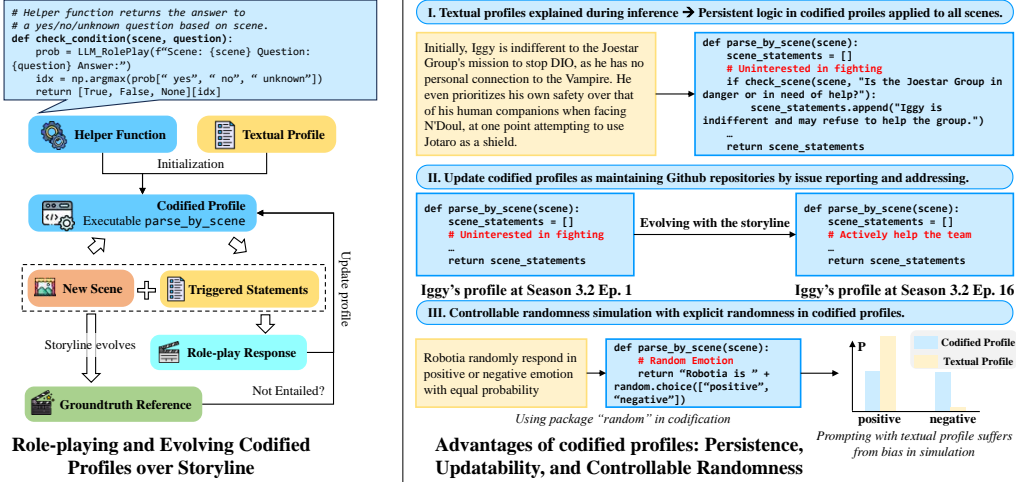 # Helper function returns the answer to
# a yes/no/unknown question based on scene.
def check_condition(scene, question):
prob = LLM_RolePlay(f“Scene: {scene} Question:
{question} Answer:”)
idx = np.argmax(prob[“ yes”, “ no”, “ unknown”])
return [True, False, None][idx]
Helper Function
Textual Profile
Initialization
Codified Profile
Executable parse_by_scene
New Scene
Triggered Statements
Update profile
Storyline evolves
Role-play Response
Not Entailed?
Groundtruth Reference
Role-playing and Evolving Codified
Profiles over Storyline
I. Textual profiles explained during inference → Persistent logic in codified proiles applied to all scenes.
Initially, Iggy is indifferent to the Joestar
Group's mission to stop DIO, as he has no
personal connection to the Vampire. He
even prioritizes his own safety over that
of his human companions when facing
N'Doul, at one point attempting to use
Jotaro as a shield.
def parse_by_scene(scene):
scene_statements = []
# Uninterested in fighting
if check_scene(scene, "Is the Joestar Group in
danger or in need of help?"):
scene_statements.append("Iggy is
indifferent and may refuse to help the group.")
…
return scene_statements
II. Update codified profiles as maintaining Github repositories by issue reporting and addressing.
def parse_by_scene(scene):
scene_statements = []
# Uninterested in fighting
…
return scene_statements
Evolving with the storyline
def parse_by_scene(scene):
scene_statements = []
# Actively help the team
…
return scene_statements
Iggy’s profile at Season 3.2 Ep. 1
Iggy’s profile at Season 3.2 Ep. 16
III. Controllable randomness simulation with explicit randomness in codified profiles.
Robotia randomly respond in
positive or negative emotion
with equal probability
def parse_by_scene(scene):
# Random Emotion
return “Robotia is ” +
random.choice([“positive”,
“negative”])
Using package “random” in codification
P
Codified Profile
Textual Profile
positive
negative
Prompting with textual profile suffers
from bias in simulation
Advantages of codified profiles: Persistence,
Updatability, and Controllable Randomness